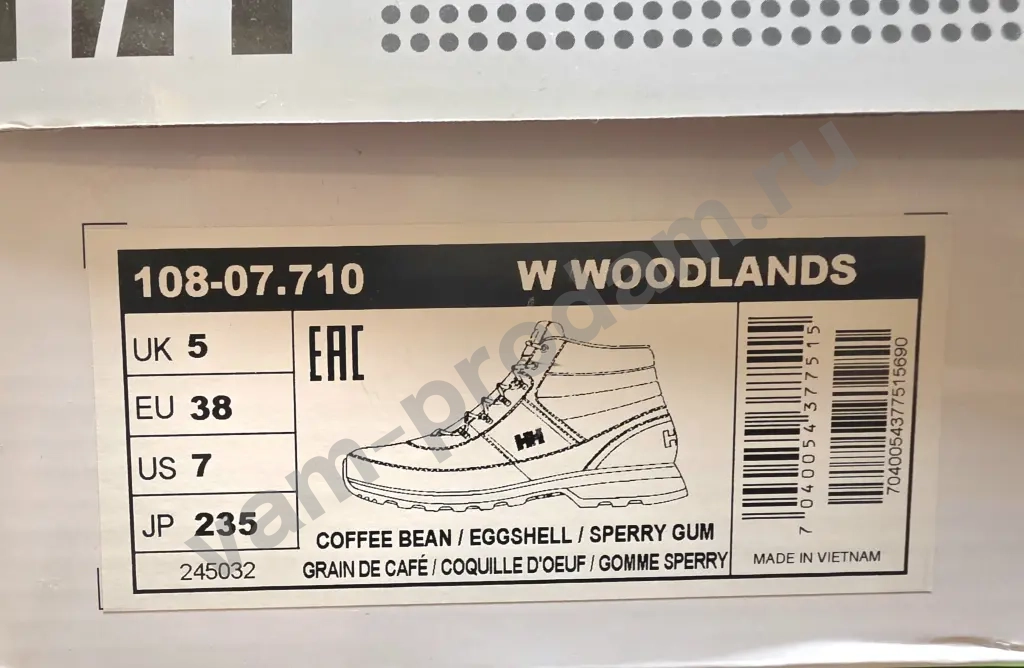 108-07.710 W WOODLANDS
UK 5
EU 38
US 7
JP 235
245032
EAC
HH
H
COFFEE BEAN / EGGSHELL / SPERRY GUM
GRAIN DE CAFÉ / COQUILLE D'OEUF / GOMME SPERRY
7 040054 377515
7040054377515690
MADE IN VIETNAM
vam-prodam.ru